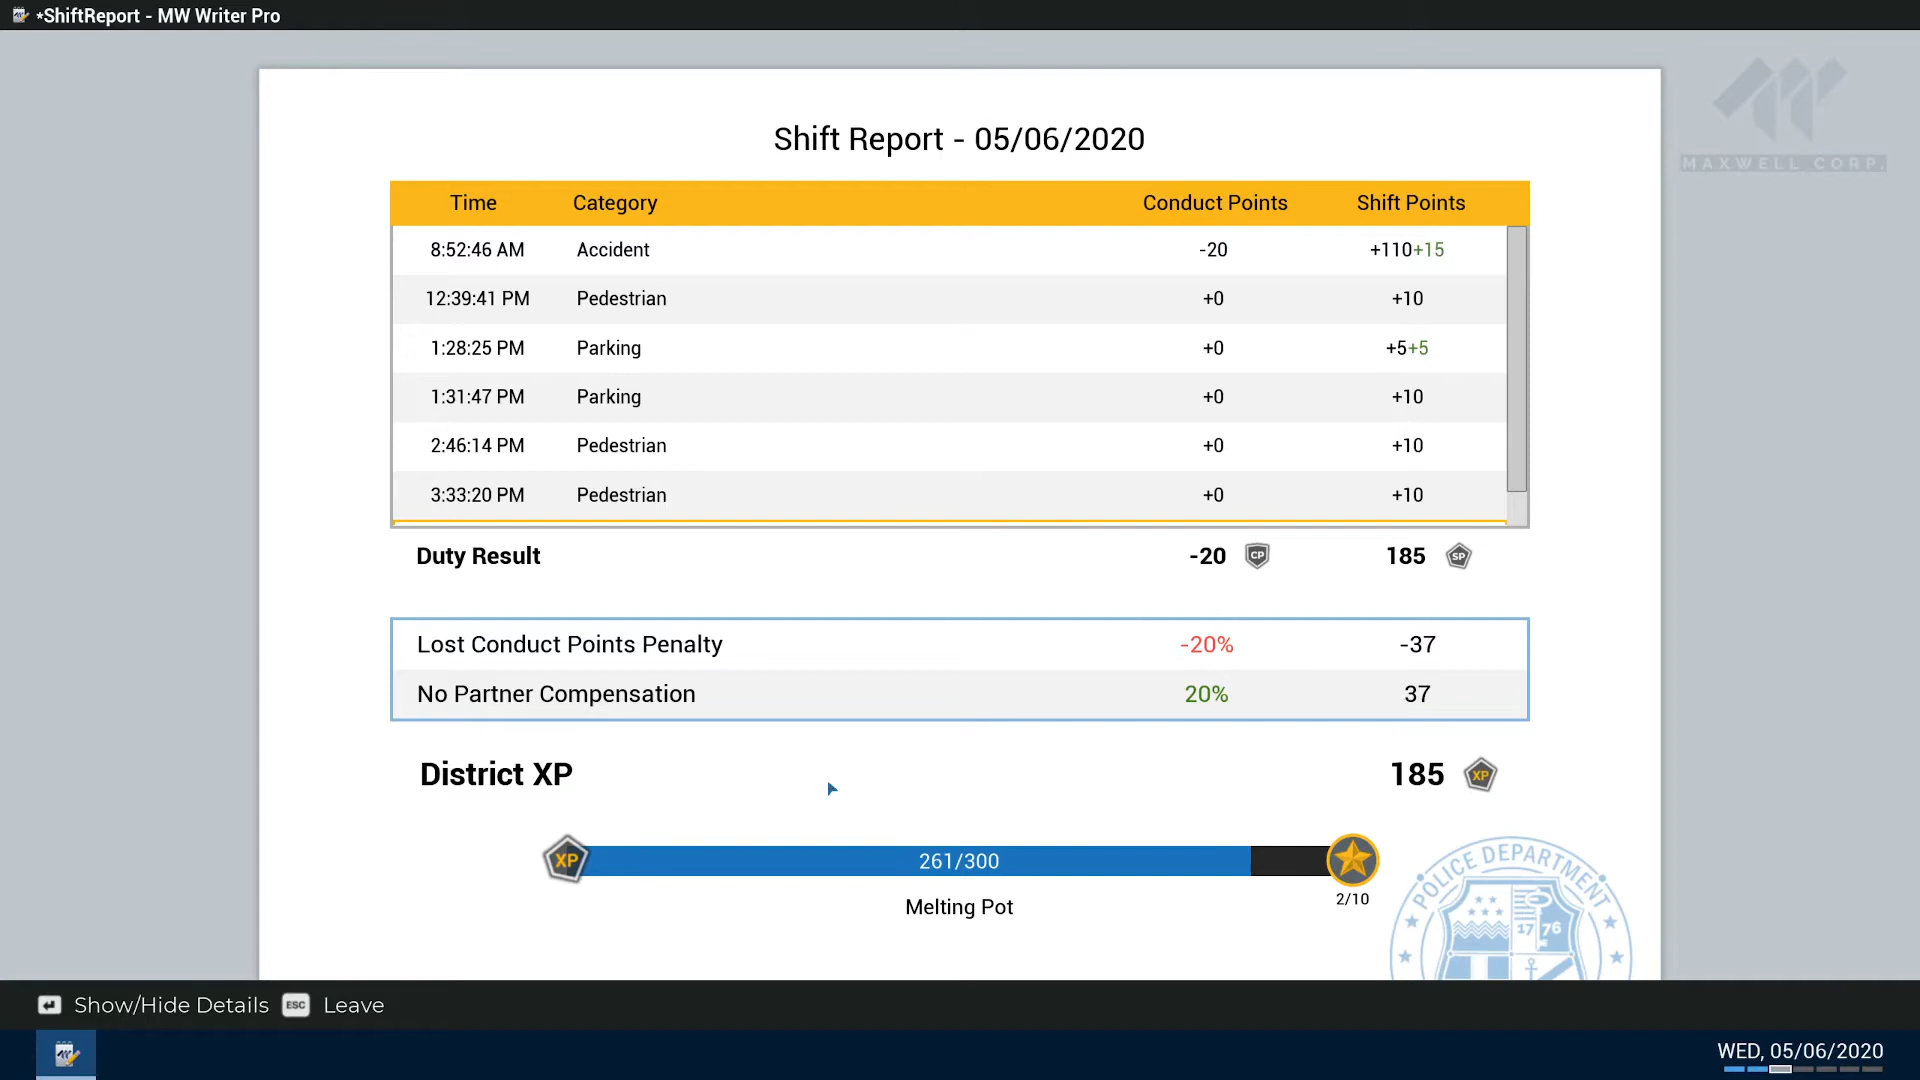 *ShiftReport - MW Writer Pro
MAXWELL CORP.
Shift Report - 05/06/2020
Time Category Conduct Points Shift Points
8:52:46 AM Accident -20 +110+15
12:39:41 PM Pedestrian +0 +10
1:28:25 PM Parking +0 +5+5
1:31:47 PM Parking +0 +10
2:46:14 PM Pedestrian +0 +10
3:33:20 PM Pedestrian +0 +10
Duty Result -20 CP 185 SP
Lost Conduct Points Penalty -20% -37
No Partner Compensation 20% 37
District XP 185 XP
XP 261/300
2/10
Melting Pot
POLICE DEPARTMENT
17 76
Show/Hide Details ESC Leave
WED, 05/06/2020